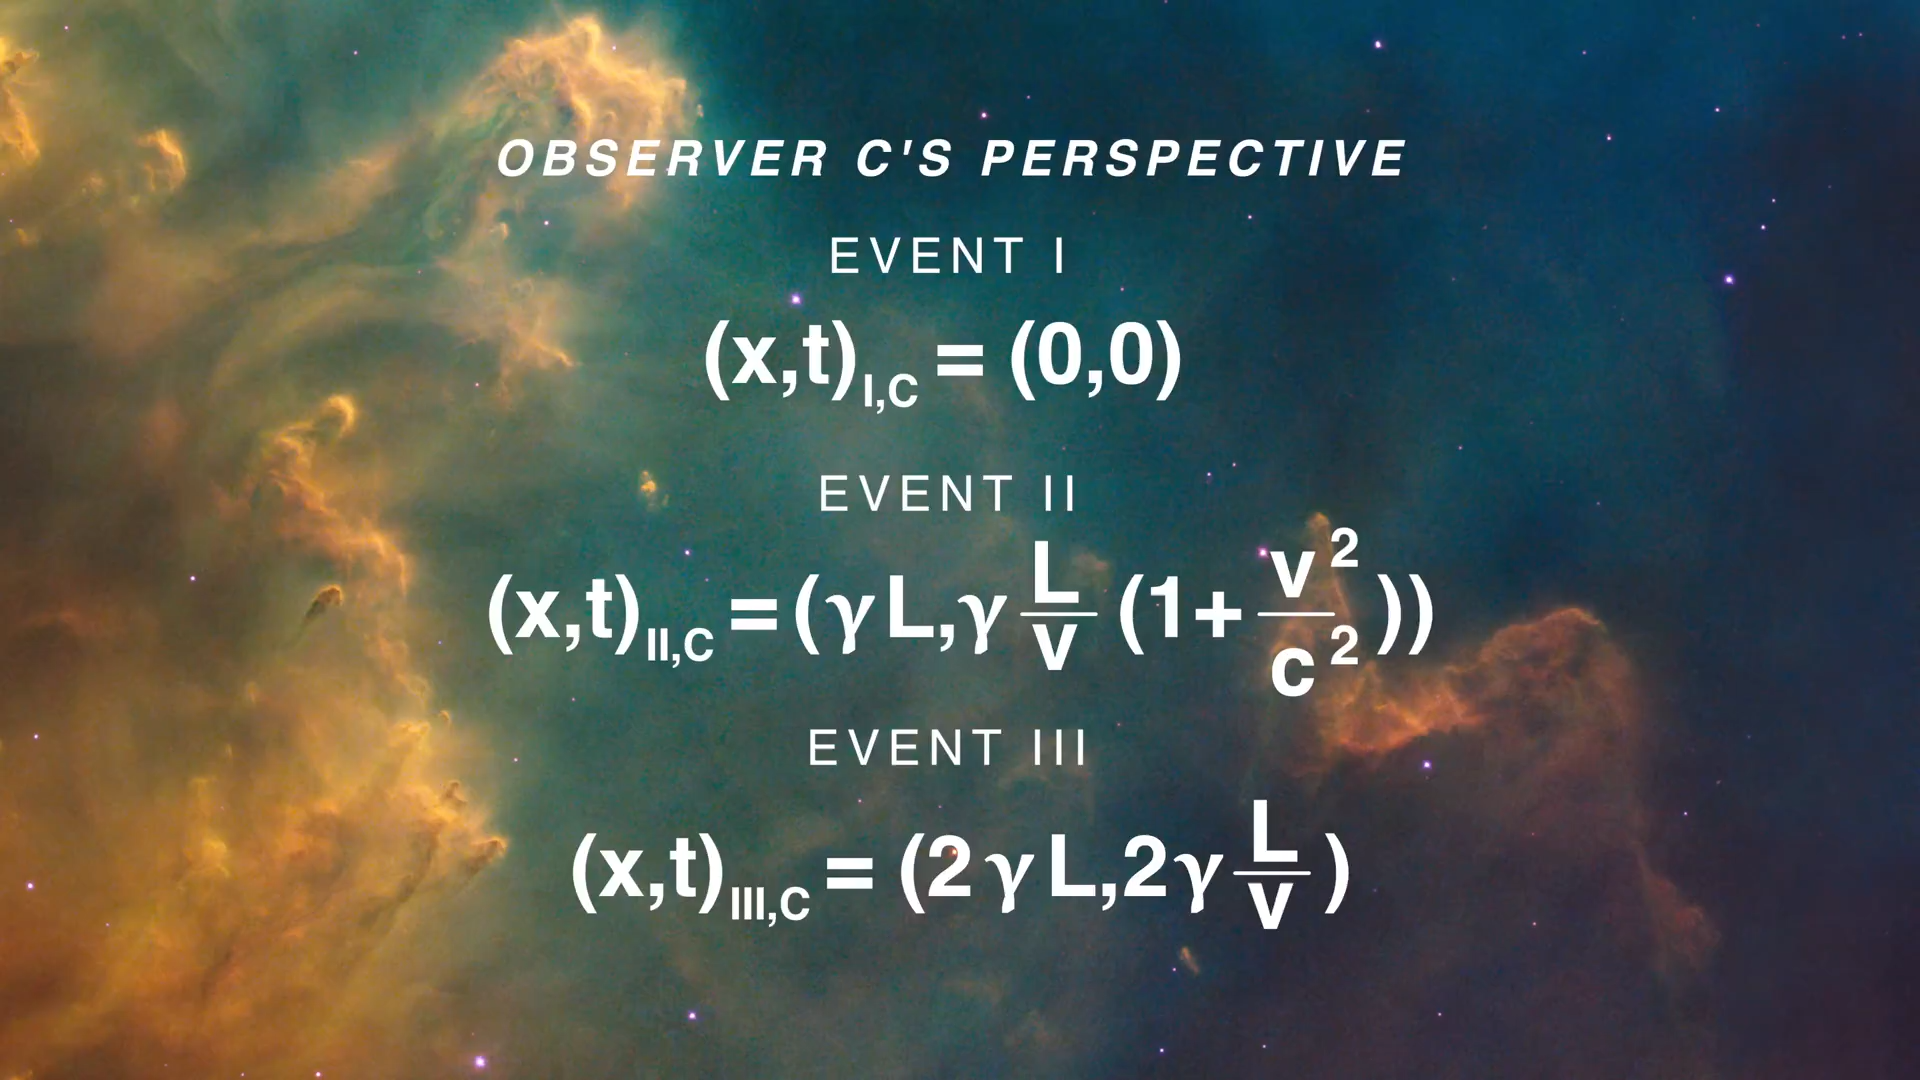 OBSERVER C'S PERSPECTIVE
EVENT I
(x,t)I,C = (0,0)
EVENT II
(x,t)II,C = (γL,γ L/v (1+ v²/c²))
EVENT III
(x,t)III,C = (2γL,2γ L/v)